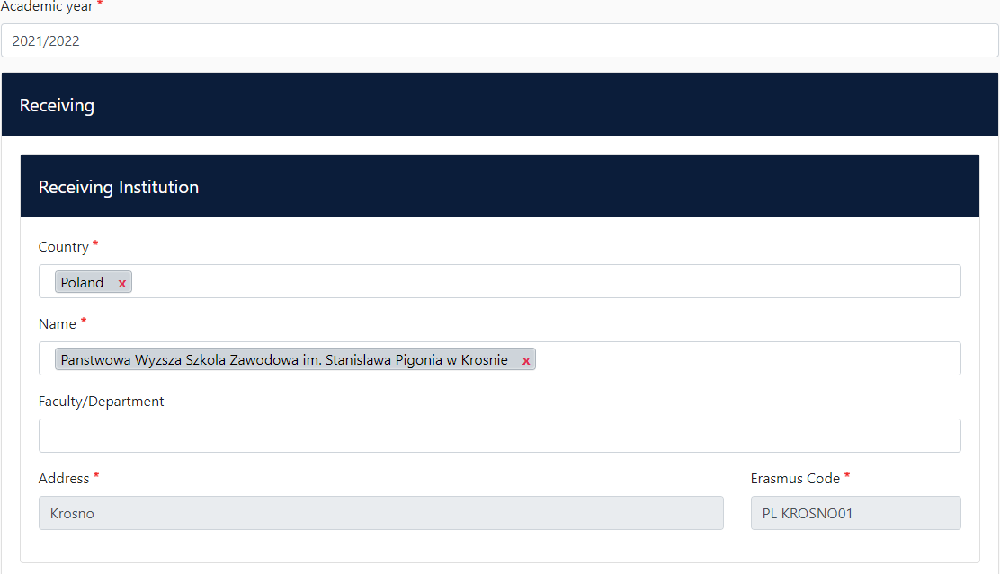 Academic year *
2021/2022
Receiving
Receiving Institution
Country *
Poland x
Name *
Panstwowa Wyzsza Szkola Zawodowa im. Stanislawa Pigonia w Krosnie x
Faculty/Department
Address * Erasmus Code *
Krosno PL KROSNO01